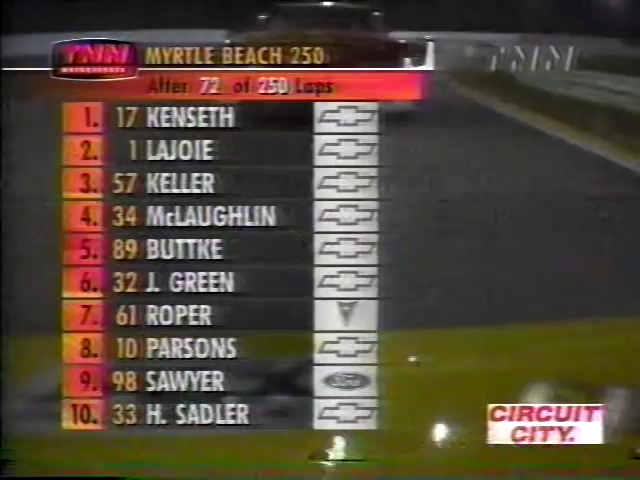 TNN MYRTLE BEACH 250 TNN
MOTORSPORTS
After 72 of 250 Laps
1. 17 KENSETH
2. 1 LAJOIE
3. 57 KELLER
4. 34 McLAUGHLIN
5. 89 BUTTKE
6. 32 J. GREEN
7. 61 ROPER
8. 10 PARSONS
9. 98 SAWYER Ford
10. 33 H. SADLER
CIRCUIT
CITY.